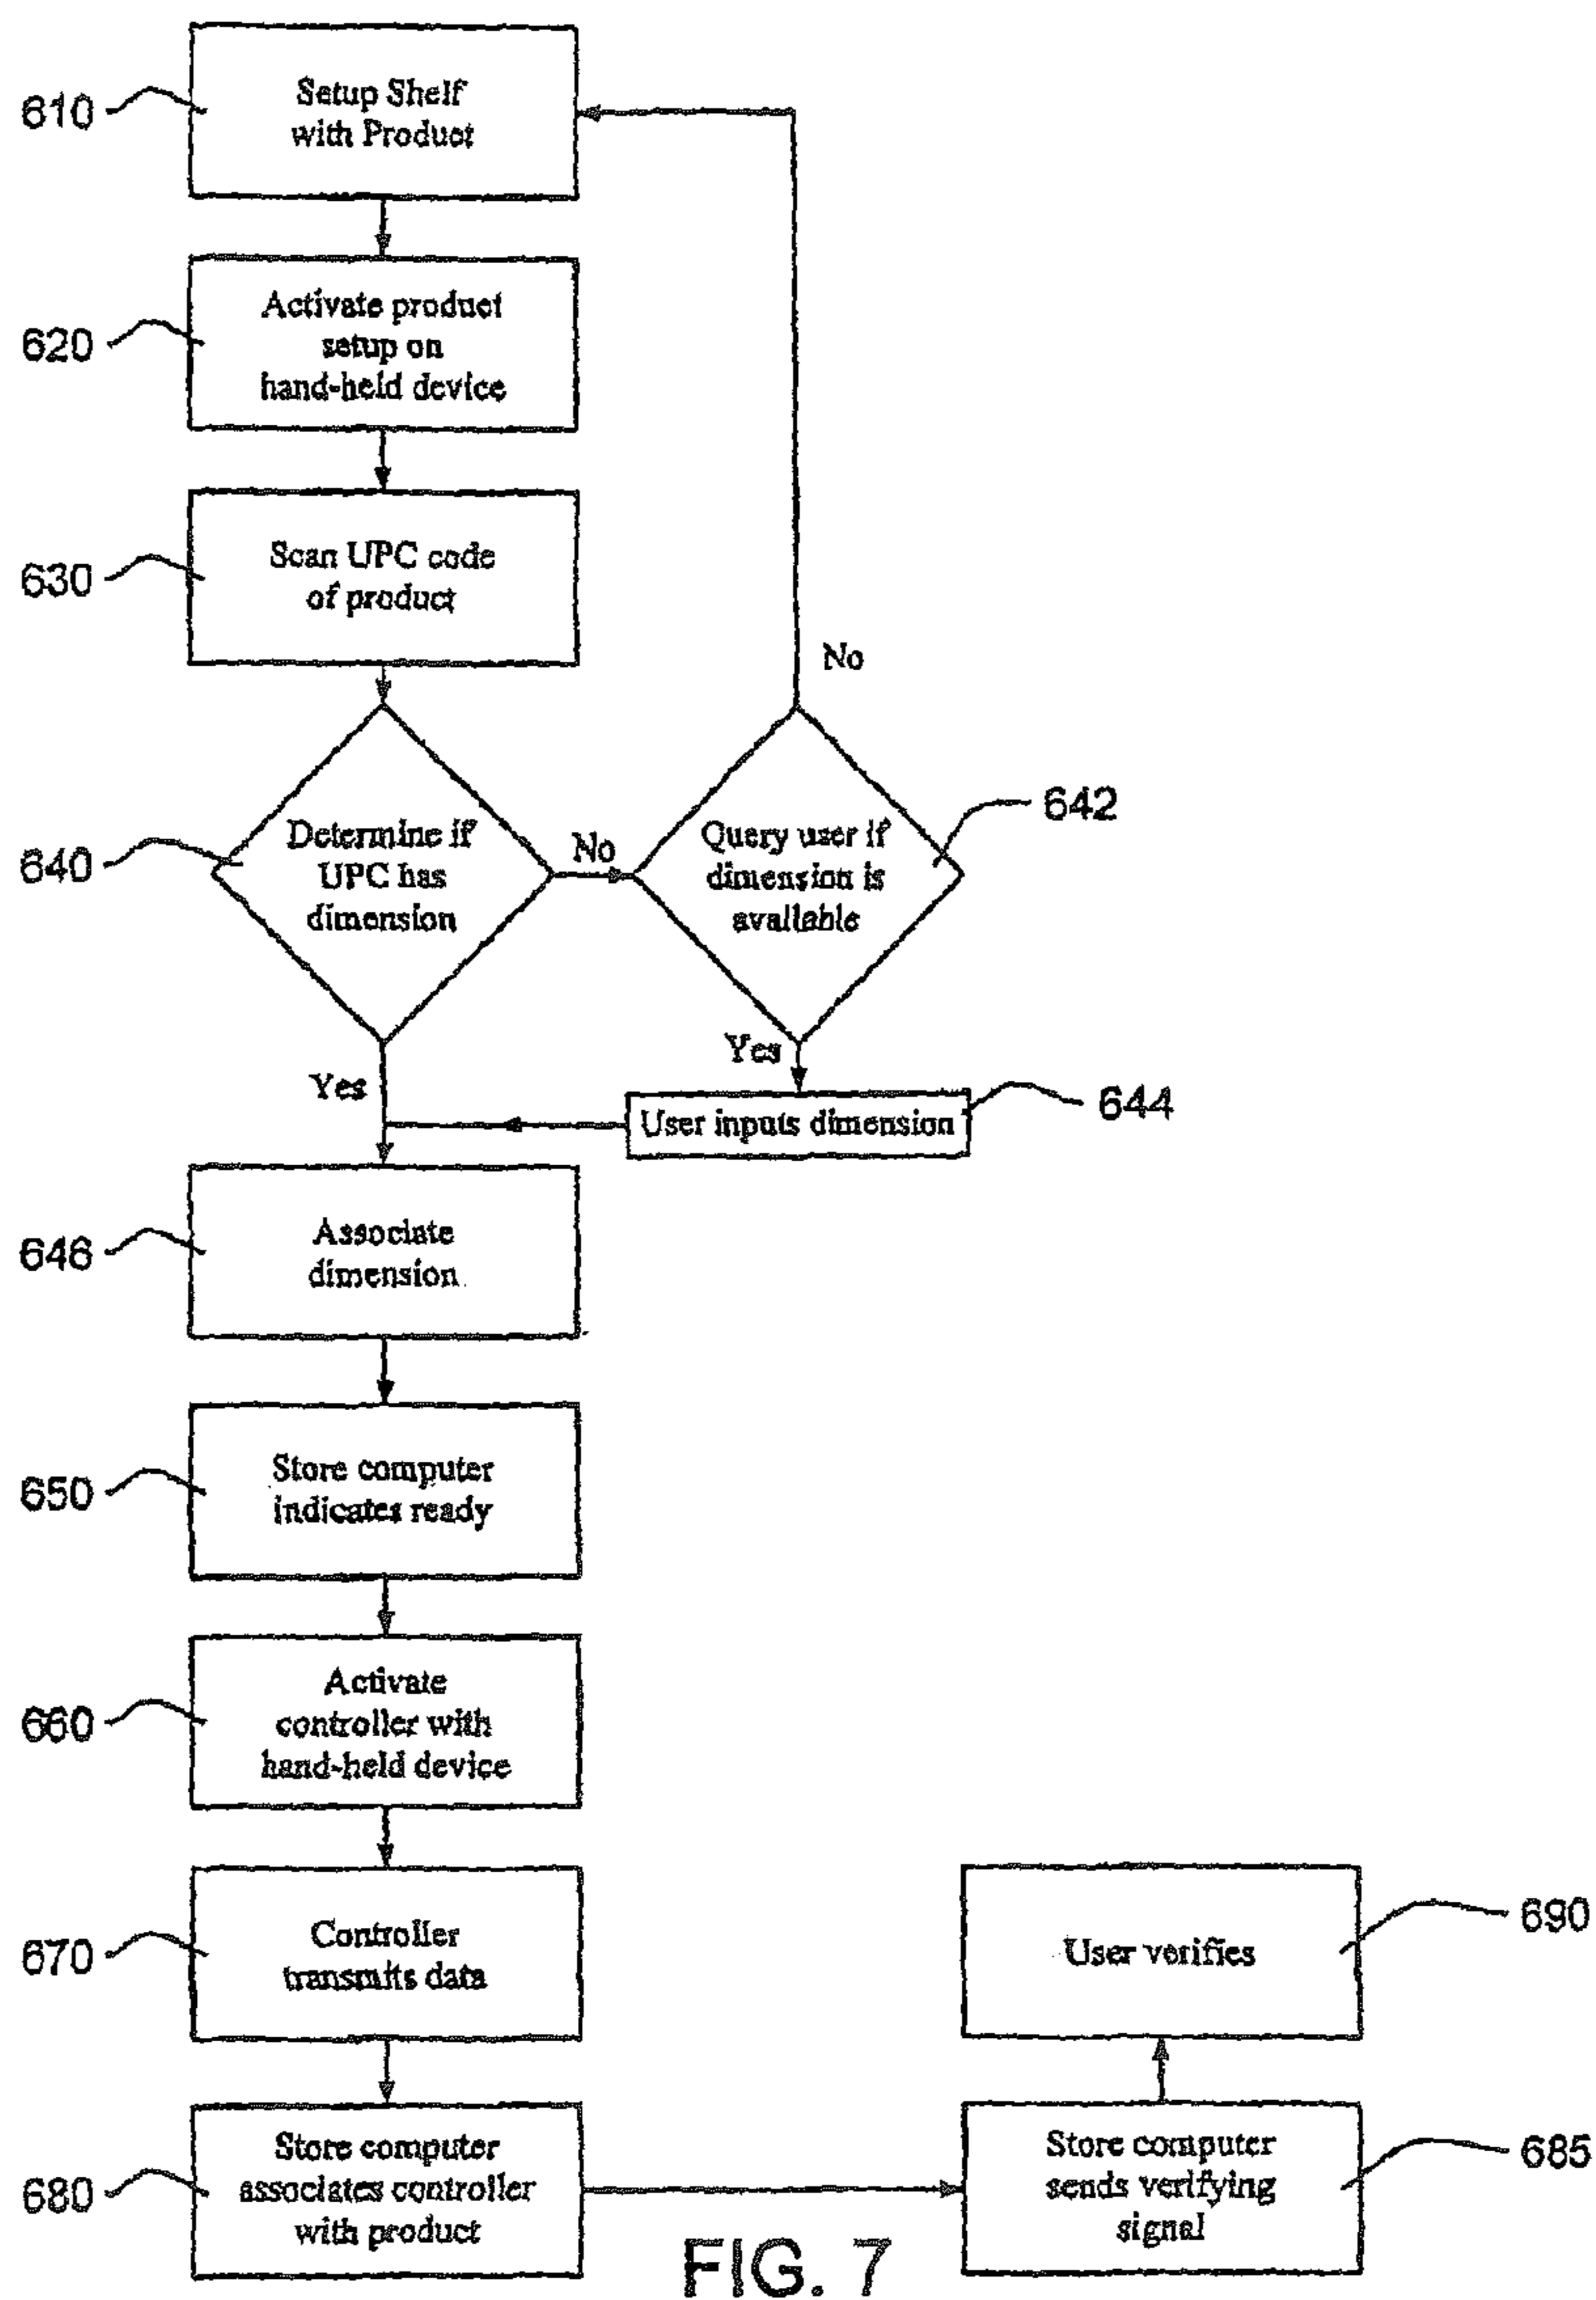 610
Setup Shelf
with Product
620
Activate product
setup on
hand-held device
630
Scan UPC code
of product
No
640
Determine if
UPC has
dimension
No
Query user if
dimension is
available
642
Yes
Yes
User inputs dimension
644
646
Associate
dimension
650
Store computer
indicates ready
660
Activate
controller with
hand-held device
670
Controller
transmits data
User verifies
690
680
Store computer
associates controller
with product
Store computer
sends verifying
signal
685
FIG. 7